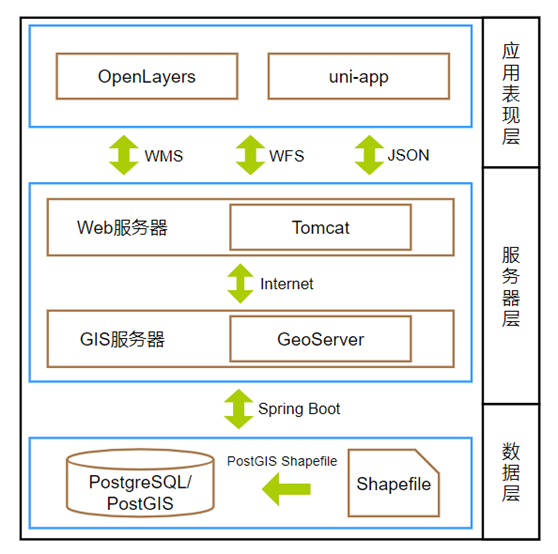 OpenLayers
uni-app
应用表现层
WMS
WFS
JSON
Web服务器
Tomcat
Internet
GIS服务器
GeoServer
服务器层
Spring Boot
PostgreSQL/
PostGIS
PostGIS Shapefile
Shapefile
数据层